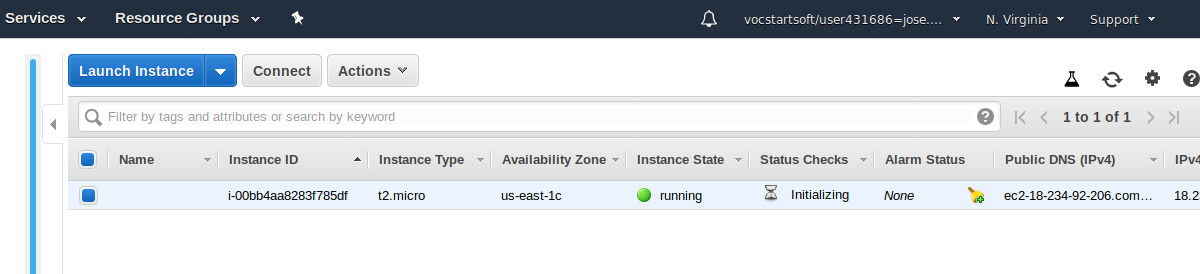 Services Resource Groups vocstartsoft/user431686=jose.... N. Virginia Support
Launch Instance Connect Actions
Filter by tags and attributes or search by keyword 1 to 1 of 1
Name Instance ID Instance Type Availability Zone Instance State Status Checks Alarm Status Public DNS (IPv4) IPv4
i-00bb4aa8283f785df t2.micro us-east-1c running Initializing None ec2-18-234-92-206.com... 18.2